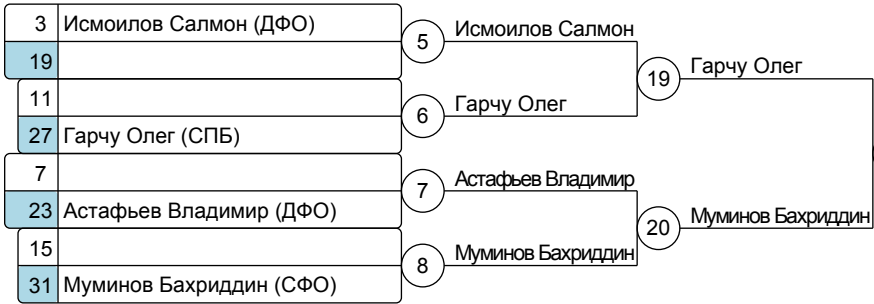 3 Исмоилов Салмон (ДФО)
19
11
27 Гарчу Олег (СПБ)
7
23 Астафьев Владимир (ДФО)
15
31 Муминов Бахриддин (СФО)
5 Исмоилов Салмон
6 Гарчу Олег
7 Астафьев Владимир
8 Муминов Бахриддин
19 Гарчу Олег
20 Муминов Бахриддин